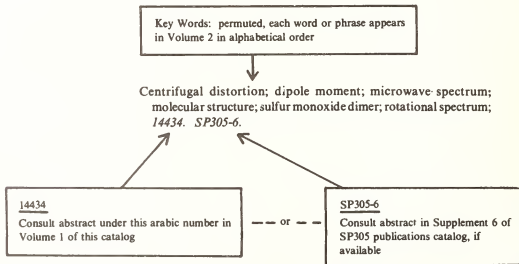 Key Words: permuted, each word or phrase appears
in Volume 2 in alphabetical order
Centrifugal distortion; dipole moment; microwave spectrum;
molecular structure; sulfur monoxide dimer; rotational spectrum;
14434. SP305-6.
14434
Consult abstract under this arabic number in
Volume 1 of this catalog
-- or --
SP305-6
Consult abstract in Supplement 6 of
SP305 publications catalog, if
available